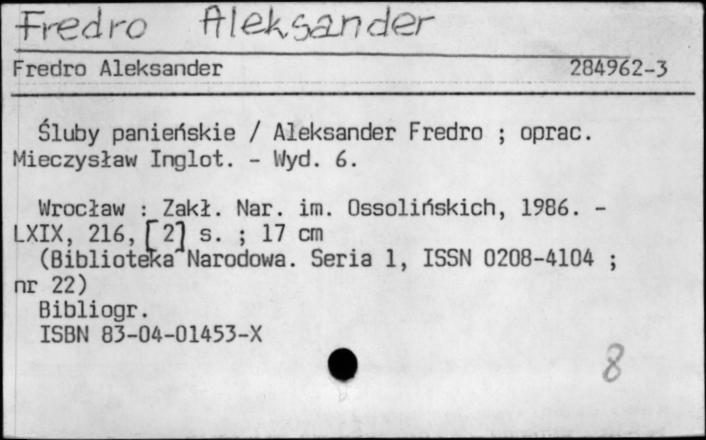 Fredro Aleksander
Fredro Aleksander 284962-3
Śluby panieńskie / Aleksander Fredro ; oprac.
Mieczysław Inglot. - Wyd. 6.
Wrocław : Zakł. Nar. im. Ossolińskich, 1986. -
LXIX, 216, [2] s. ; 17 cm
(Biblioteka Narodowa. Seria 1, ISSN 0208-4104 ;
nr 22)
Bibliogr.
ISBN 83-04-01453-X
8